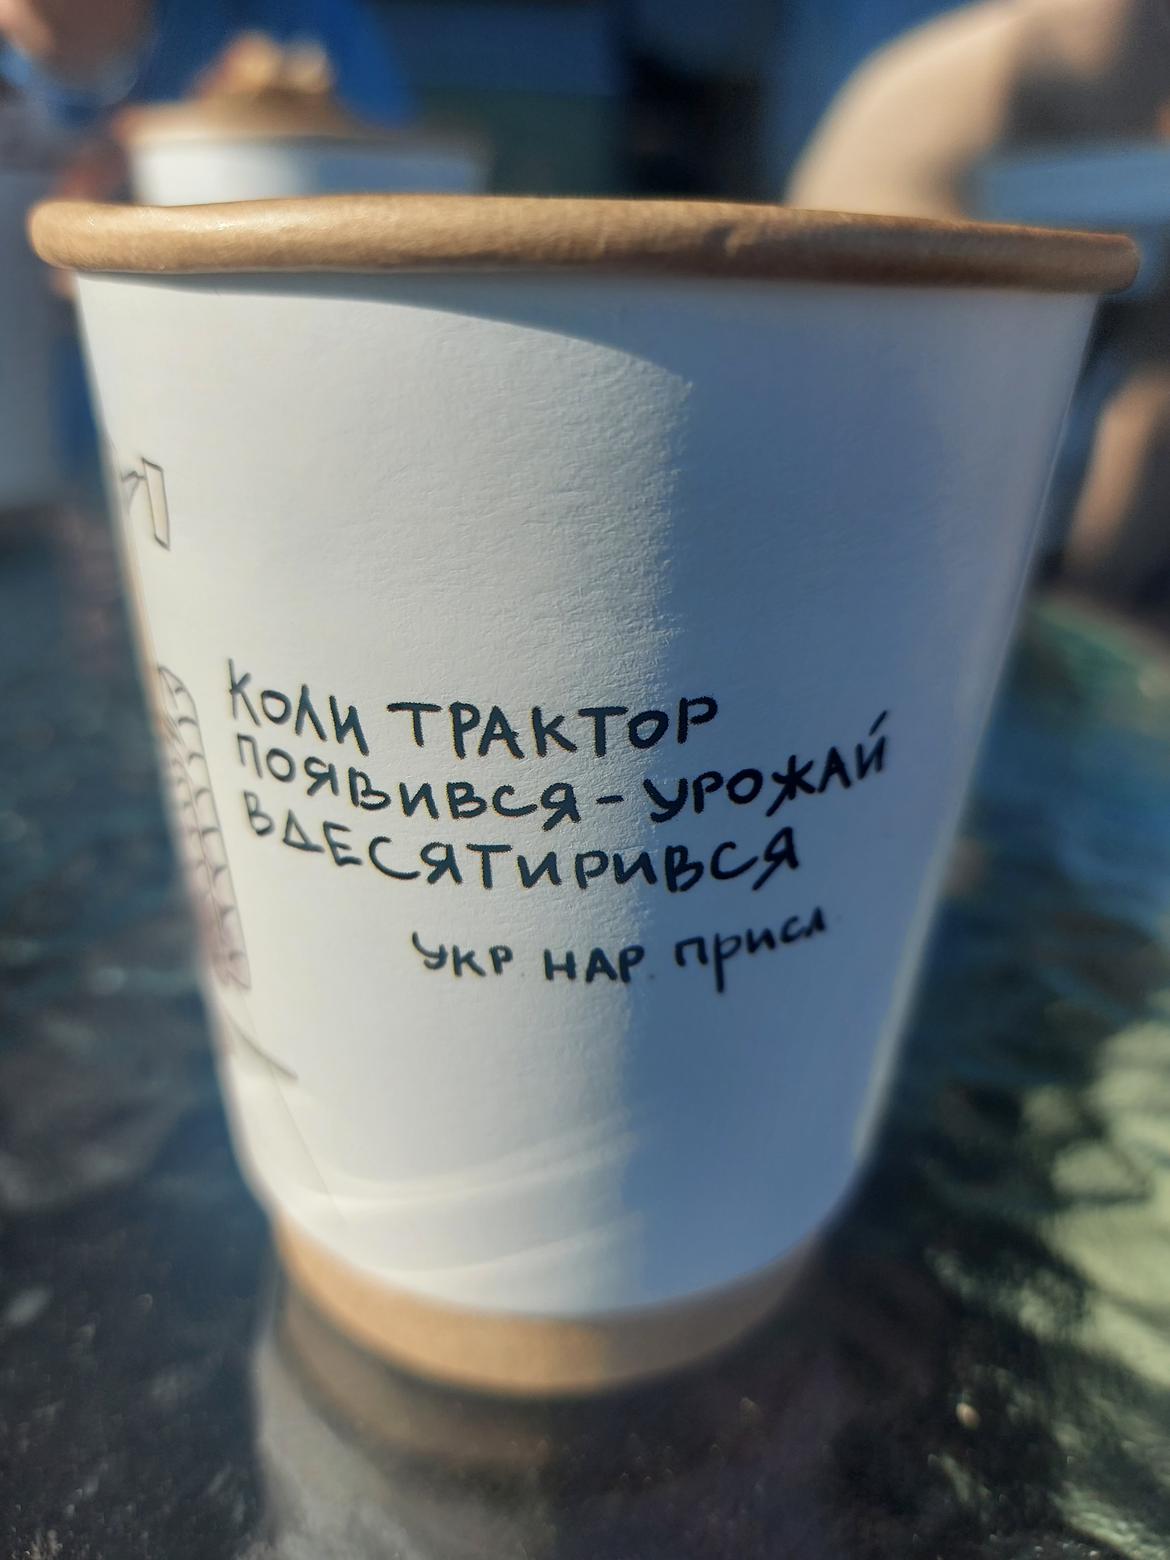 КОЛИ ТРАКТОР
ПОЯВИВСЯ - УРОЖАЙ
ВДЕСЯТИРИВСЯ
УКР. НАР. присл